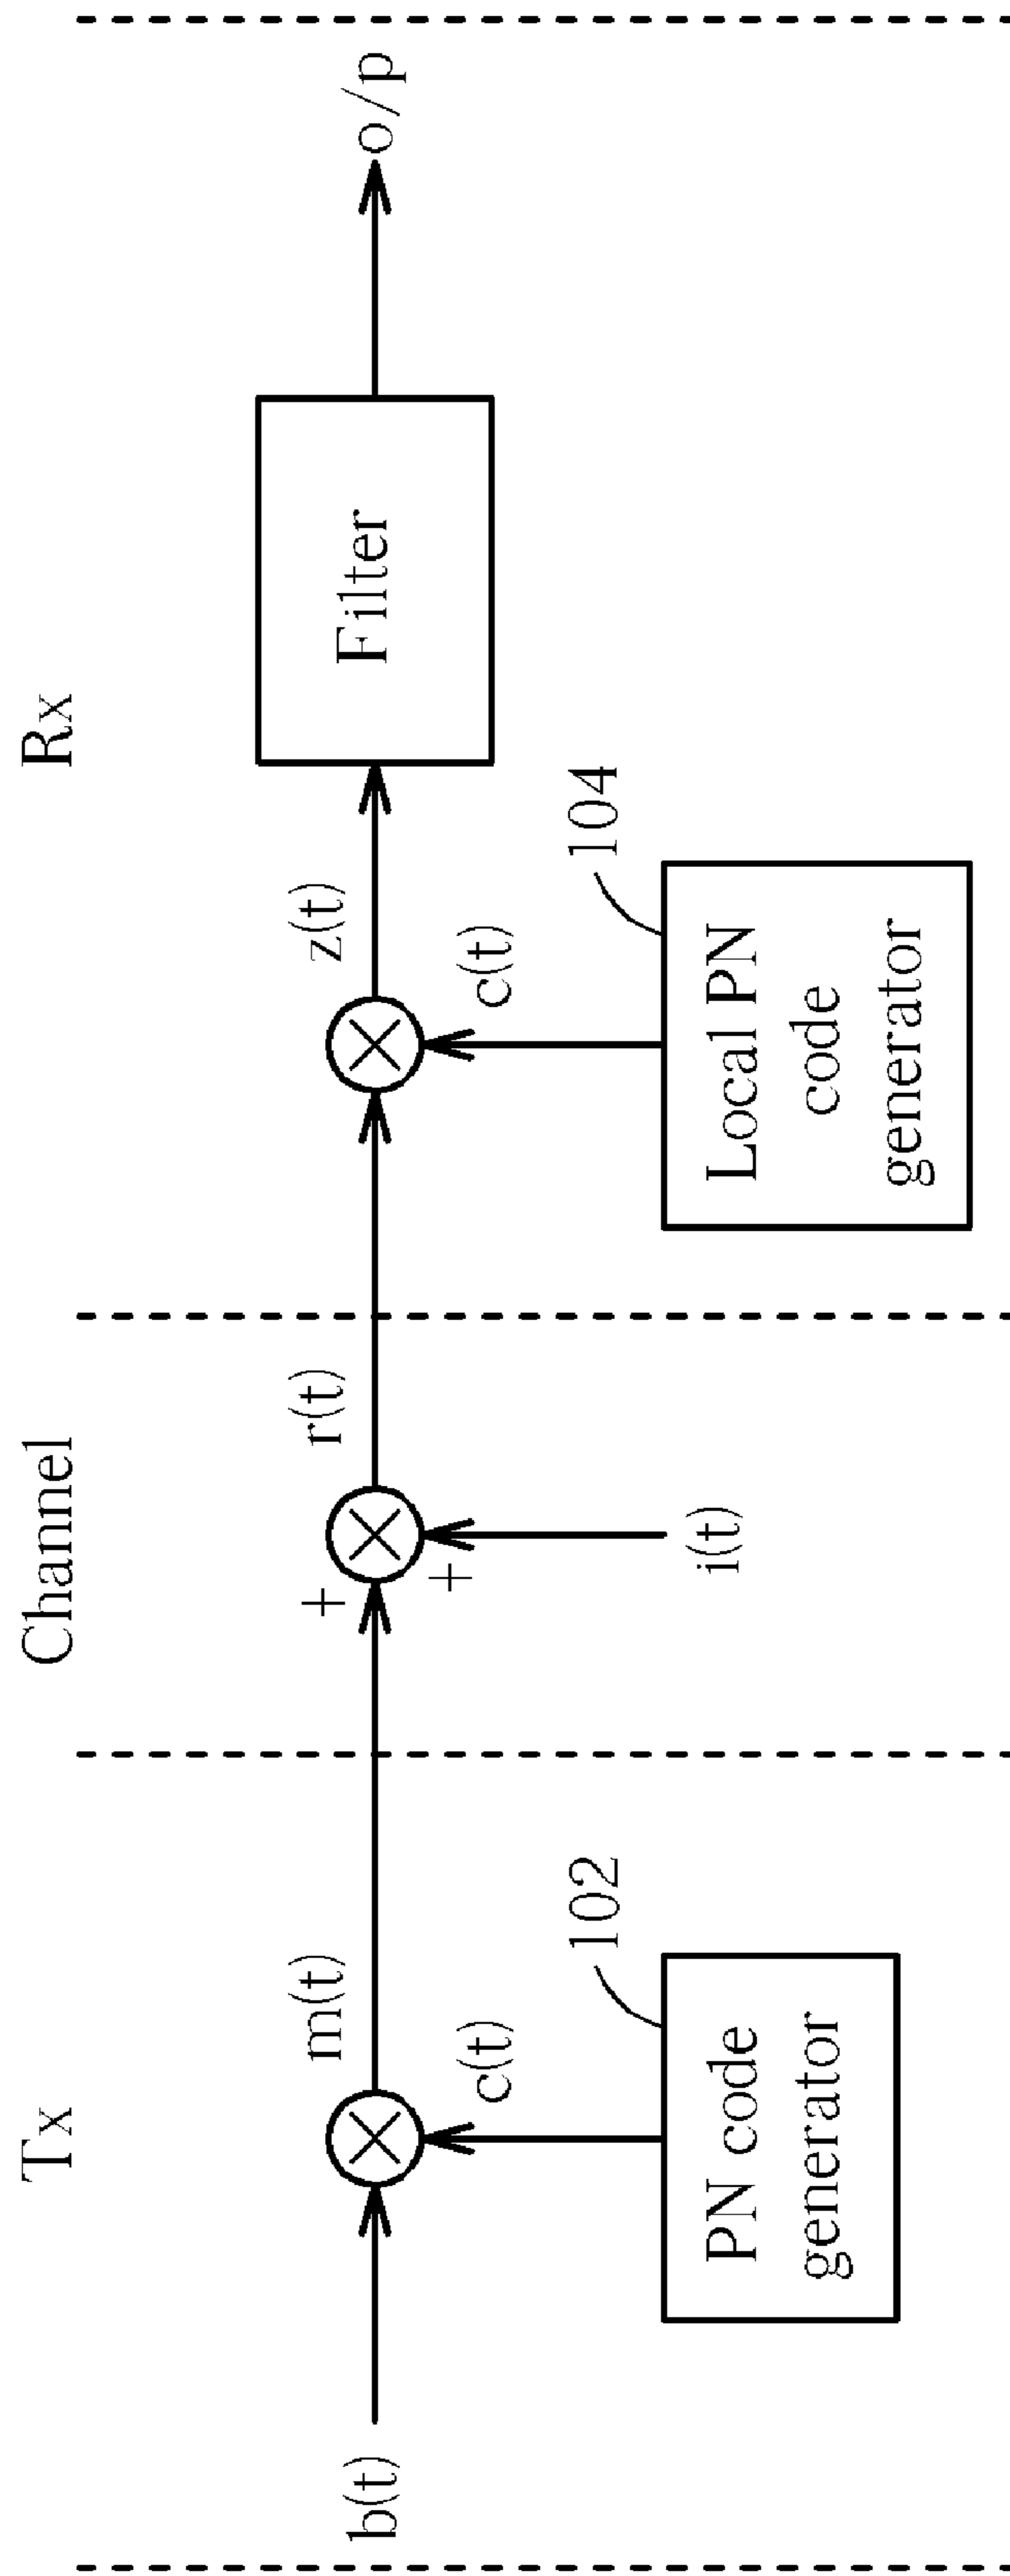 Tx
Channel
Rx
b(t)
m(t)
+
r(t)
z(t)
Filter
o/p
c(t)
+
c(t)
102
i(t)
104
PN code
generator
Local PN
code
generator